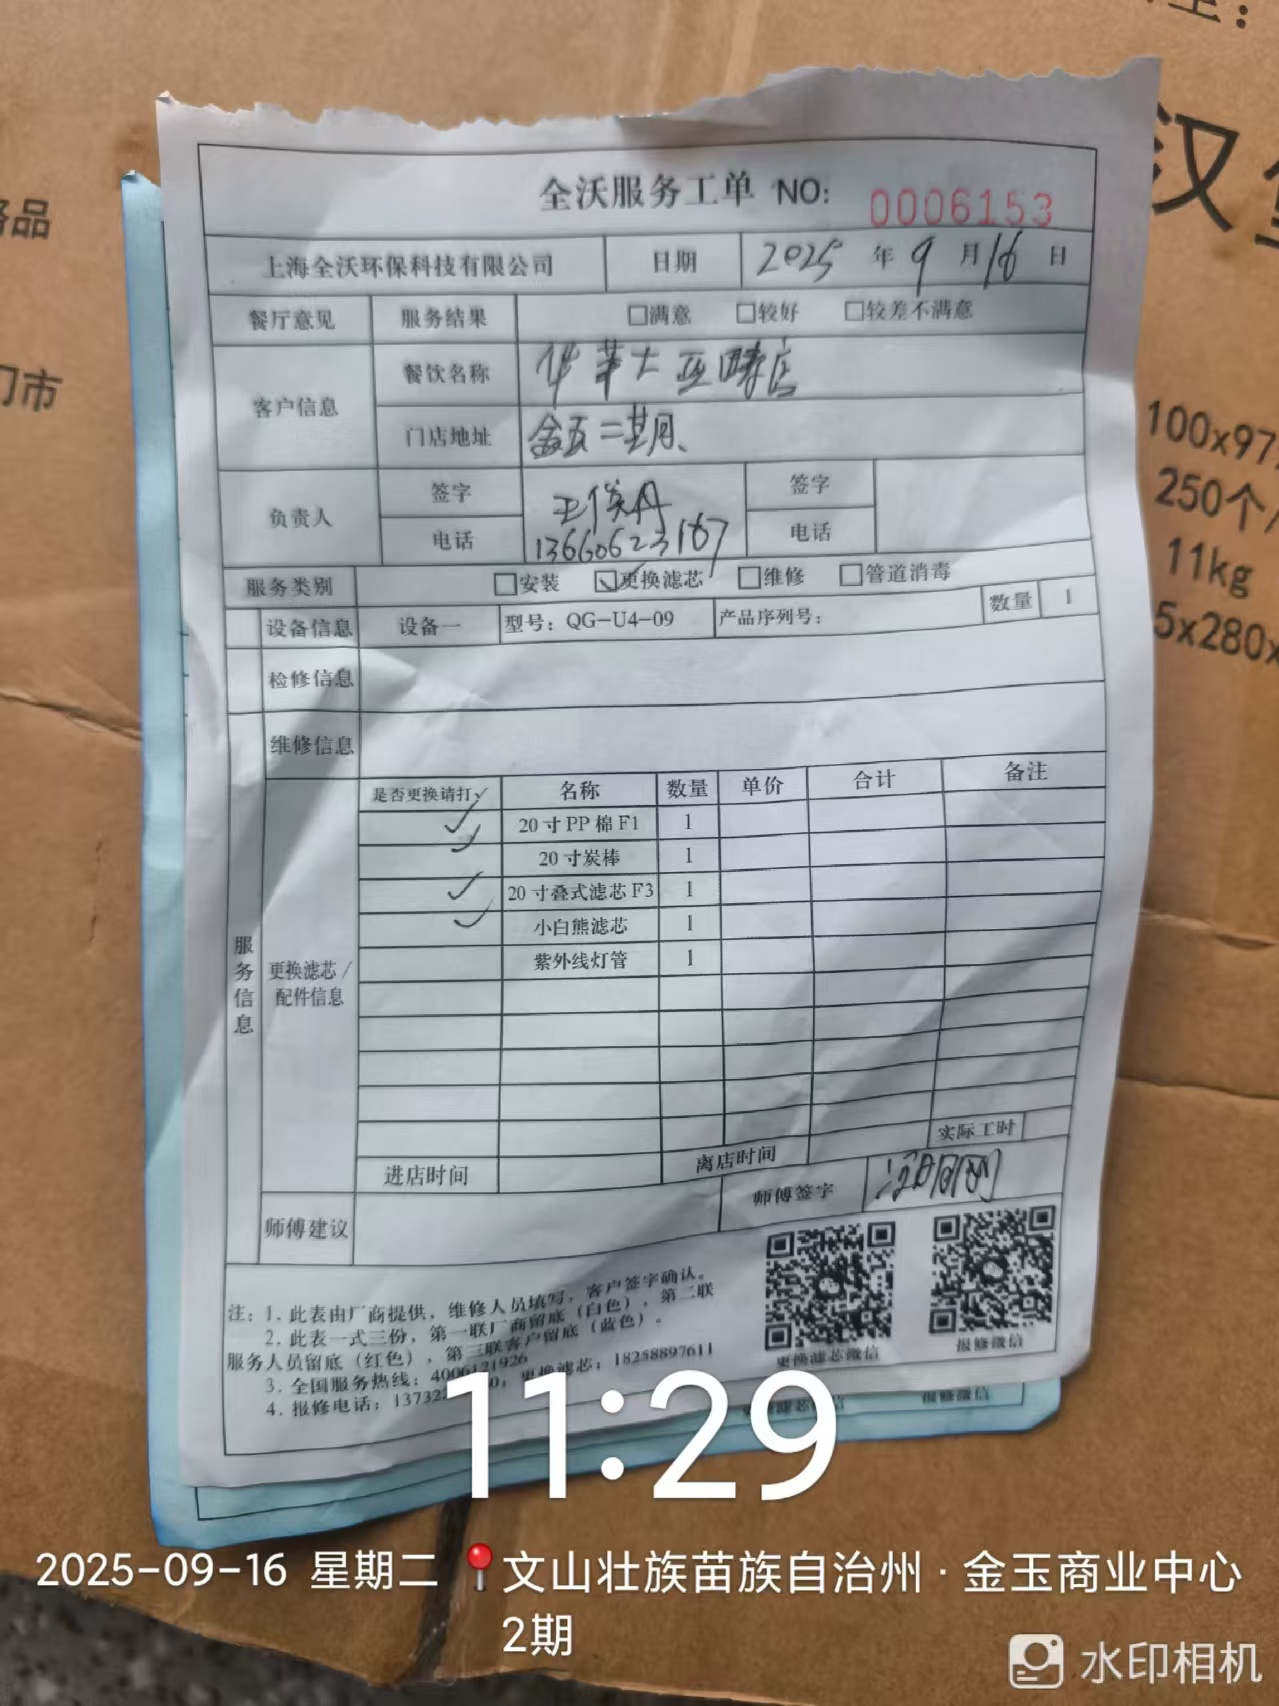 全沃服务工单 NO: 0006153
上海全沃环保科技有限公司 日期 2025 年 9 月 16 日
餐厅意见 服务结果 □满意 □较好 □较差不满意
客户信息 餐饮名称 华莱士
门店地址 金玉二期
负责人 签字 签字
电话 13660623167 电话
服务类别 □安装 ☑更换滤芯 □维修 □管道消毒
设备信息 设备一 型号: QG-U4-09 产品序列号: 数量 1
检修信息
维修信息
服务信息
更换滤芯/
配件信息
是否更换请打✓ 名称 数量 单价 合计 备注
✓ 20寸PP棉F1 1
✓ 20寸炭棒 1
✓ 20寸叠式滤芯F3 1
✓ 小白熊滤芯 1
紫外线灯管 1
实际工时
进店时间 离店时间
师傅建议 师傅签字
注: 1. 此表由厂商提供, 维修人员填写, 客户签字确认。
2. 此表一式三份, 第一联厂商留底 (白色), 第二联
服务人员留底 (红色), 第三联客户留底 (蓝色)。
3. 全国服务热线: 4006121926
4. 报修电话: 13732 0, 更换滤芯: 18258897611
更换滤芯微信 报修微信
报修微信
11:29
2025-09-16 星期二 文山壮族苗族自治州·金玉商业中心
2期
水印相机
100x97
250个/
11kg
5x280x
汉
品
门市